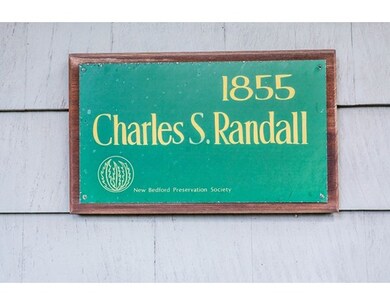 1855
Charles S. Randall
New Bedford Preservation Society